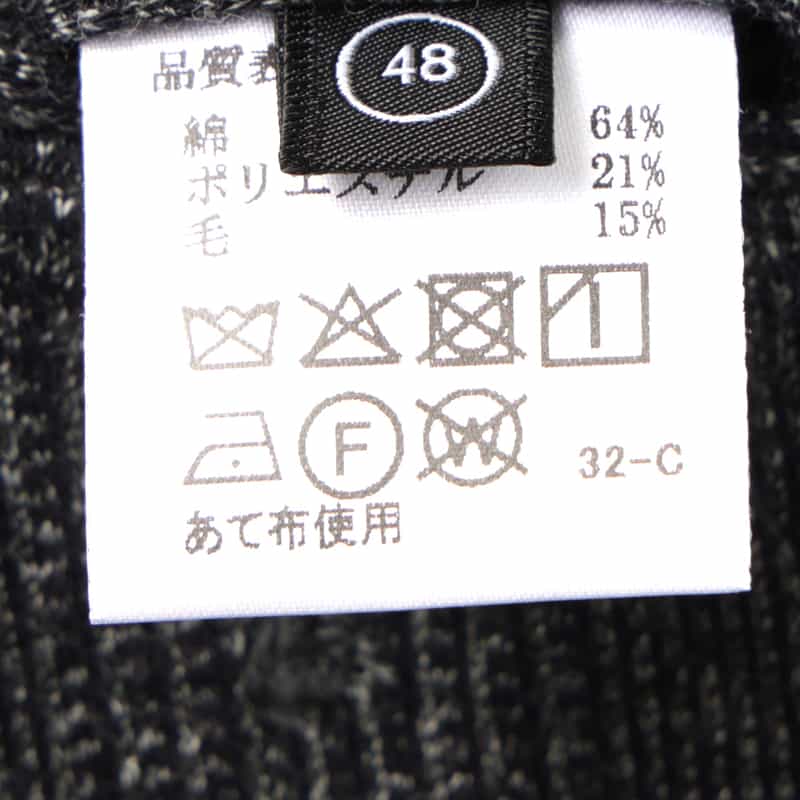 48
品質表
綿 64%
ポリエステル 21%
毛 15%
F W 32-C
あて布使用